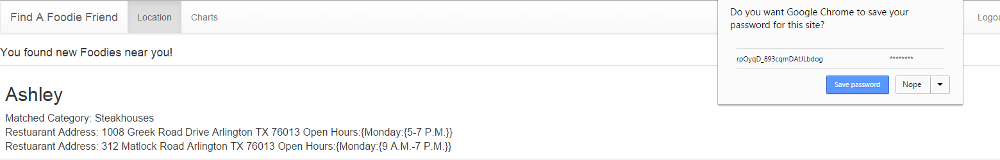 Find A Foodie Friend Location Charts
Do you want Google Chrome to save your
password for this site?
Logou
You found new Foodies near you!
rpOyqD_893cqmDAtJLbdog ********
Save password Nope
Ashley
Matched Category: Steakhouses
Restuarant Address: 1008 Greek Road Drive Arlington TX 76013 Open Hours:{Monday:{5-7 P.M.}}
Restuarant Address: 312 Matlock Road Arlington TX 76013 Open Hours:{Monday:{9 A.M.-7 P.M.}}